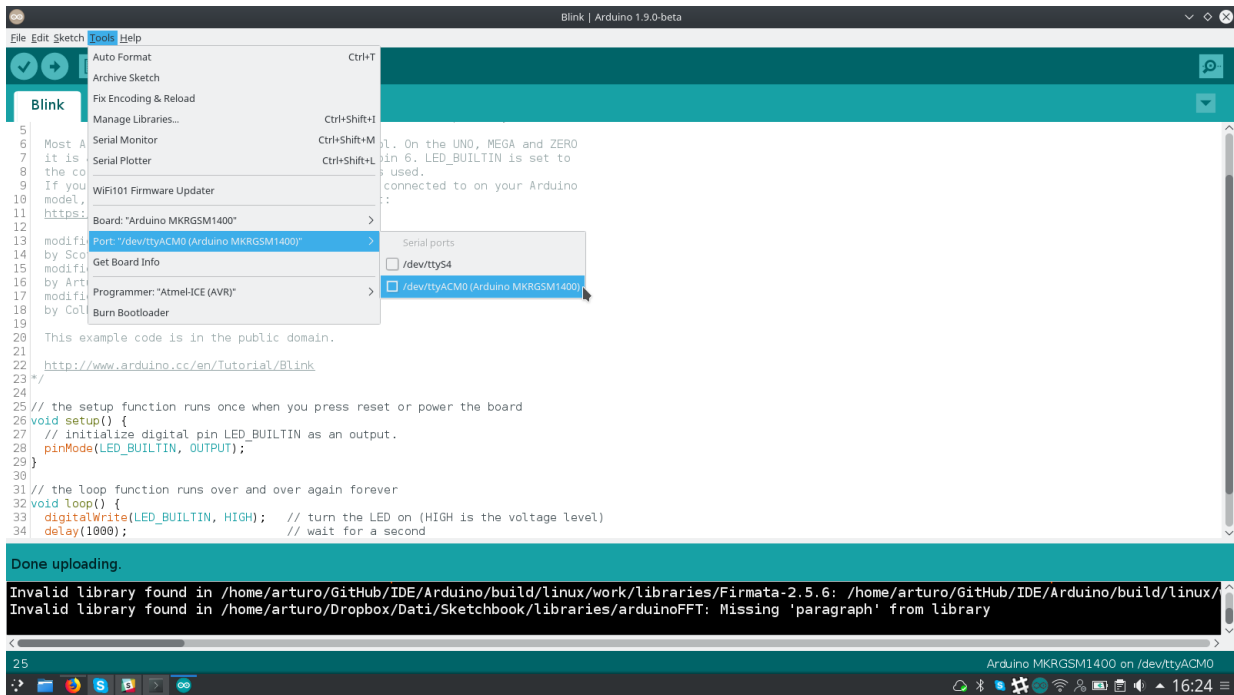 Blink | Arduino 1.9.0-beta
File Edit Sketch Tools Help
Auto Format Ctrl+T
Archive Sketch
Fix Encoding & Reload
Manage Libraries... Ctrl+Shift+I
Serial Monitor Ctrl+Shift+M
Serial Plotter Ctrl+Shift+L
WiFi101 Firmware Updater
Board: "Arduino MKRGSM1400"
Port: "/dev/ttyACM0 (Arduino MKRGSM1400)"
Get Board Info
Programmer: "Atmel-ICE (AVR)"
Burn Bootloader
Serial ports
/dev/ttyS4
/dev/ttyACM0 (Arduino MKRGSM1400)
Blink
5
6 Most A ol. On the UNO, MEGA and ZERO
7 it is in 6. LED_BUILTIN is set to
8 the co s used.
9 If you connected to on your Arduino
10 model, :
11 https:
12
13 modifi
14 by Sco
15 modifi
16 by Art
17 modifi
18 by Col
19
20 This example code is in the public domain.
21
22 http://www.arduino.cc/en/Tutorial/Blink
23 */
24
25 // the setup function runs once when you press reset or power the board
26 void setup() {
27 // initialize digital pin LED_BUILTIN as an output.
28 pinMode(LED_BUILTIN, OUTPUT);
29 }
30
31 // the loop function runs over and over again forever
32 void loop() {
33 digitalWrite(LED_BUILTIN, HIGH); // turn the LED on (HIGH is the voltage level)
34 delay(1000); // wait for a second
Done uploading.
Invalid library found in /home/arturo/GitHub/IDE/Arduino/build/linux/work/libraries/Firmata-2.5.6: /home/arturo/GitHub/IDE/Arduino/build/linux/
Invalid library found in /home/arturo/Dropbox/Dati/Sketchbook/libraries/arduinoFFT: Missing 'paragraph' from library
25 Arduino MKRGSM1400 on /dev/ttyACM0
16:24